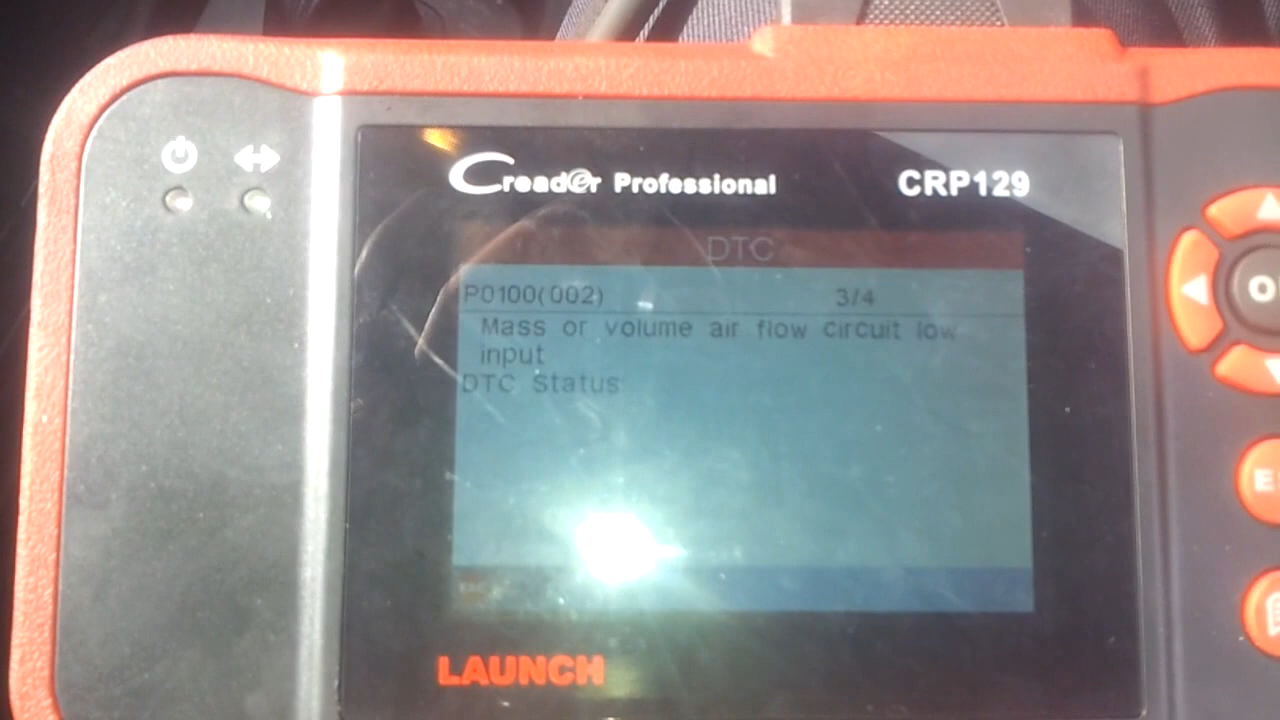 Creader Professional CRP129
DTC
P0100(002) 3/4
Mass or volume air flow circuit low
input
DTC Status
LAUNCH